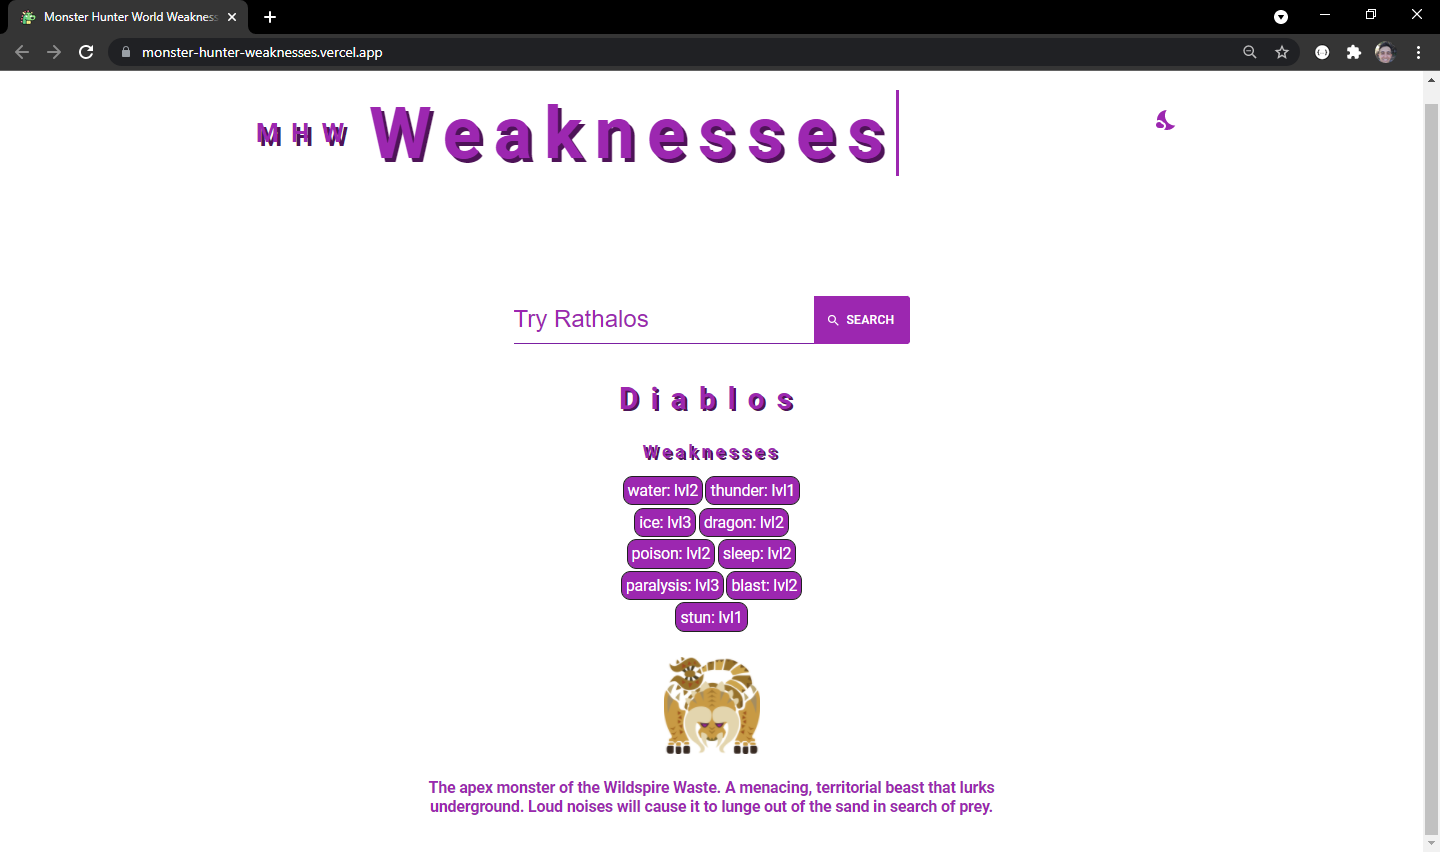 Monster Hunter World Weakness
monster-hunter-weaknesses.vercel.app
MHW Weaknesses
Try Rathalos
SEARCH
Diablos
Weaknesses
water: lvl2 thunder: lvl1
ice: lvl3 dragon: lvl2
poison: lvl2 sleep: lvl2
paralysis: lvl3 blast: lvl2
stun: lvl1
The apex monster of the Wildspire Waste. A menacing, territorial beast that lurks
underground. Loud noises will cause it to lunge out of the sand in search of prey.